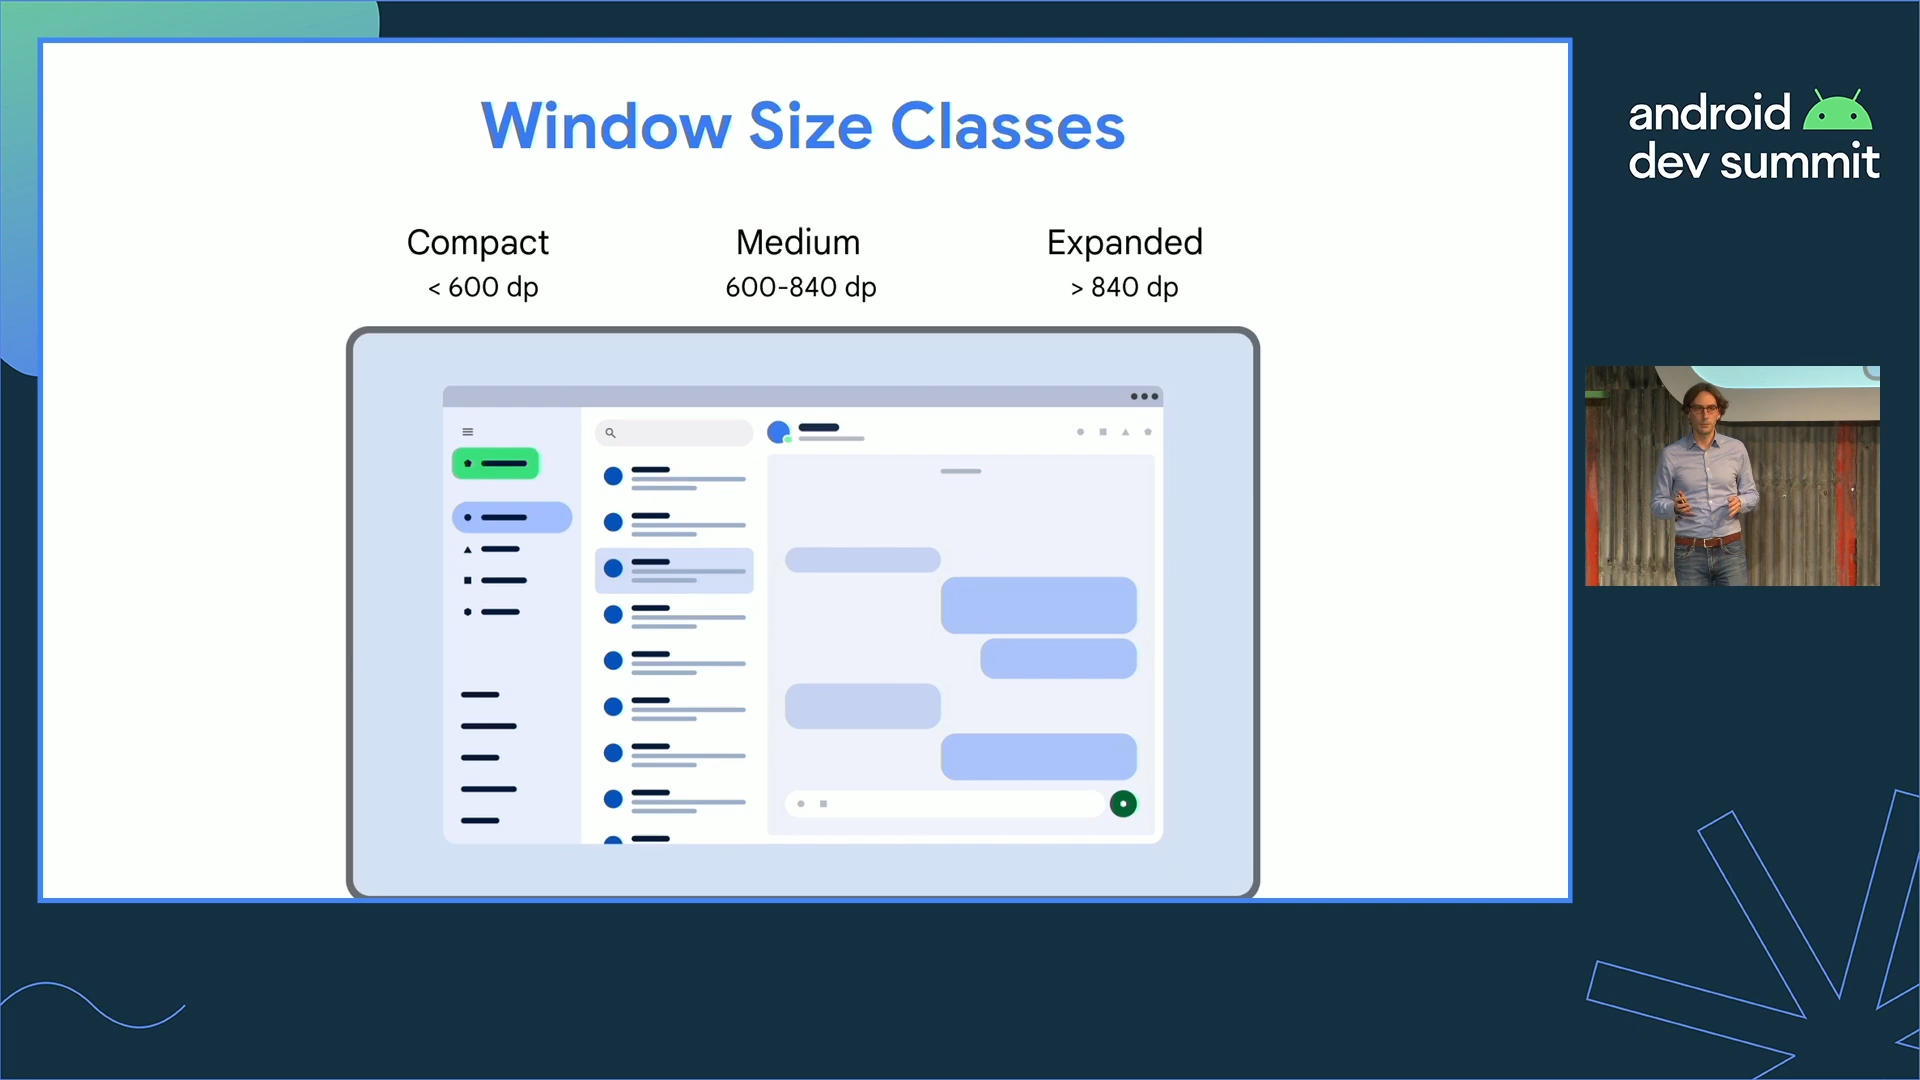 Window Size Classes
Compact
< 600 dp
Medium
600-840 dp
Expanded
> 840 dp
android
dev summit